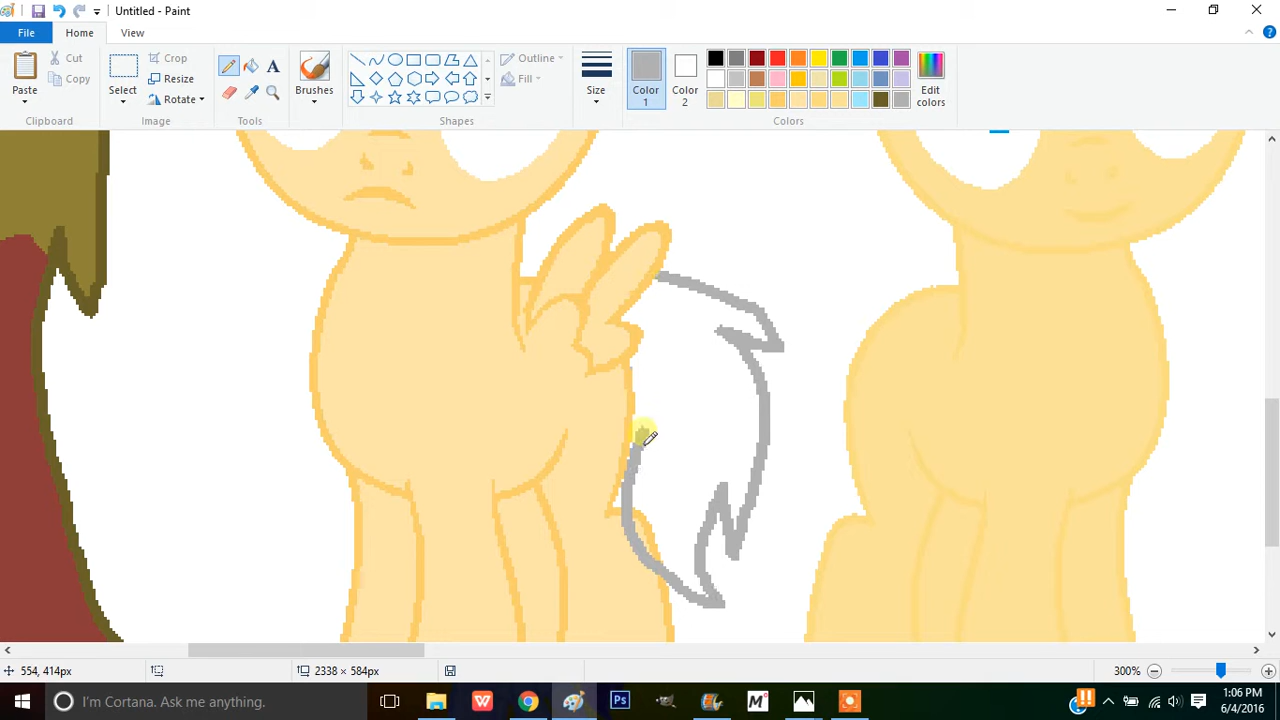 Untitled - Paint
File
Home
View
Paste
Cut
Copy
Clipboard
Select
Crop
Resize
Rotate
Image
A
Tools
Brushes
Outline
Fill
Shapes
Size
Color
1
Color
2
Edit
colors
Colors
554, 414px
2338 × 584px
300%
I'm Cortana. Ask me anything.
W
Ps
M
1:06 PM
6/4/2016